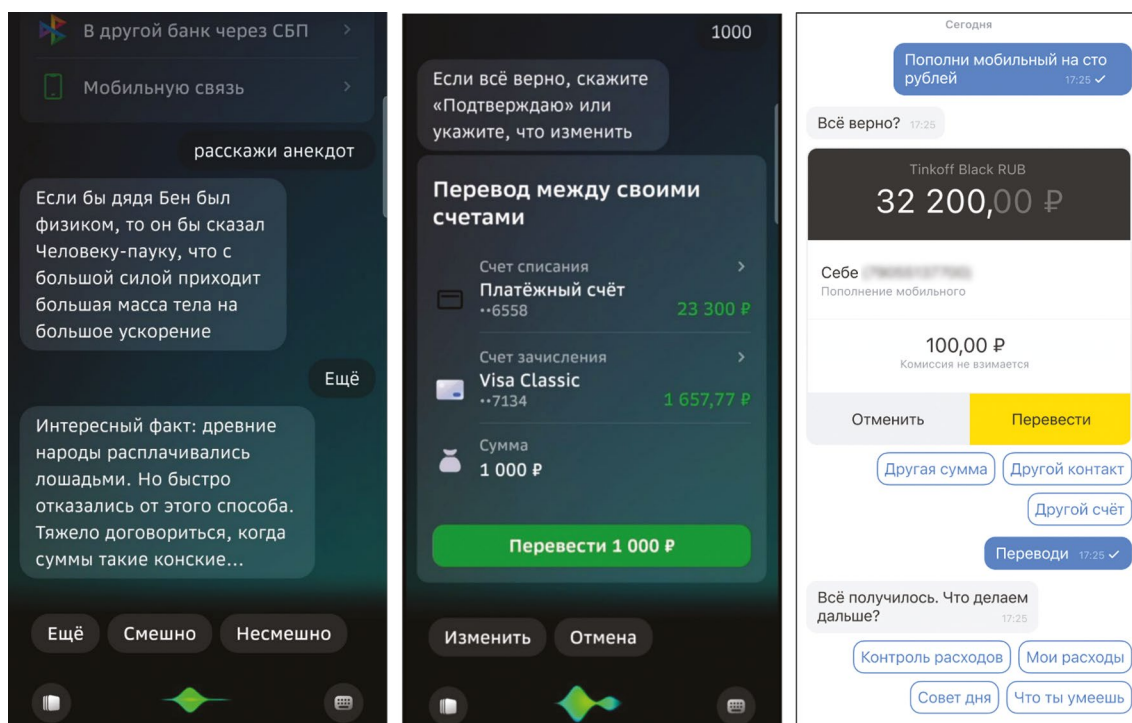 В другой банк через СБП
Мобильную связь
расскажи анекдот
Если бы дядя Бен был
физиком, то он бы сказал
Человеку-пауку, что с
большой силой приходит
большая масса тела на
большое ускорение
Ещё
Интересный факт: древние
народы расплачивались
лошадьми. Но быстро
отказались от этого способа.
Тяжело договориться, когда
суммы такие конские...
Ещё
Смешно
Несмешно
1000
Если всё верно, скажите
«Подтверждаю» или
укажите, что изменить
Перевод между своими
счетами
Счет списания
Платёжный счёт
··6558
23 300 ₽
Счет зачисления
Visa Classic
··7134
1 657,77 ₽
Сумма
1 000 ₽
Перевести 1 000 ₽
Изменить
Отмена
Сегодня
Пополни мобильный на сто
рублей
17:25
Всё верно? 17:25
Tinkoff Black RUB
32 200,00 ₽
Себе
Пополнение мобильного
100,00 ₽
Комиссия не взимается
Отменить
Перевести
Другая сумма
Другой контакт
Другой счёт
Переводи 17:25
Всё получилось. Что делаем
дальше?
17:25
Контроль расходов
Мои расходы
Совет дня
Что ты умеешь